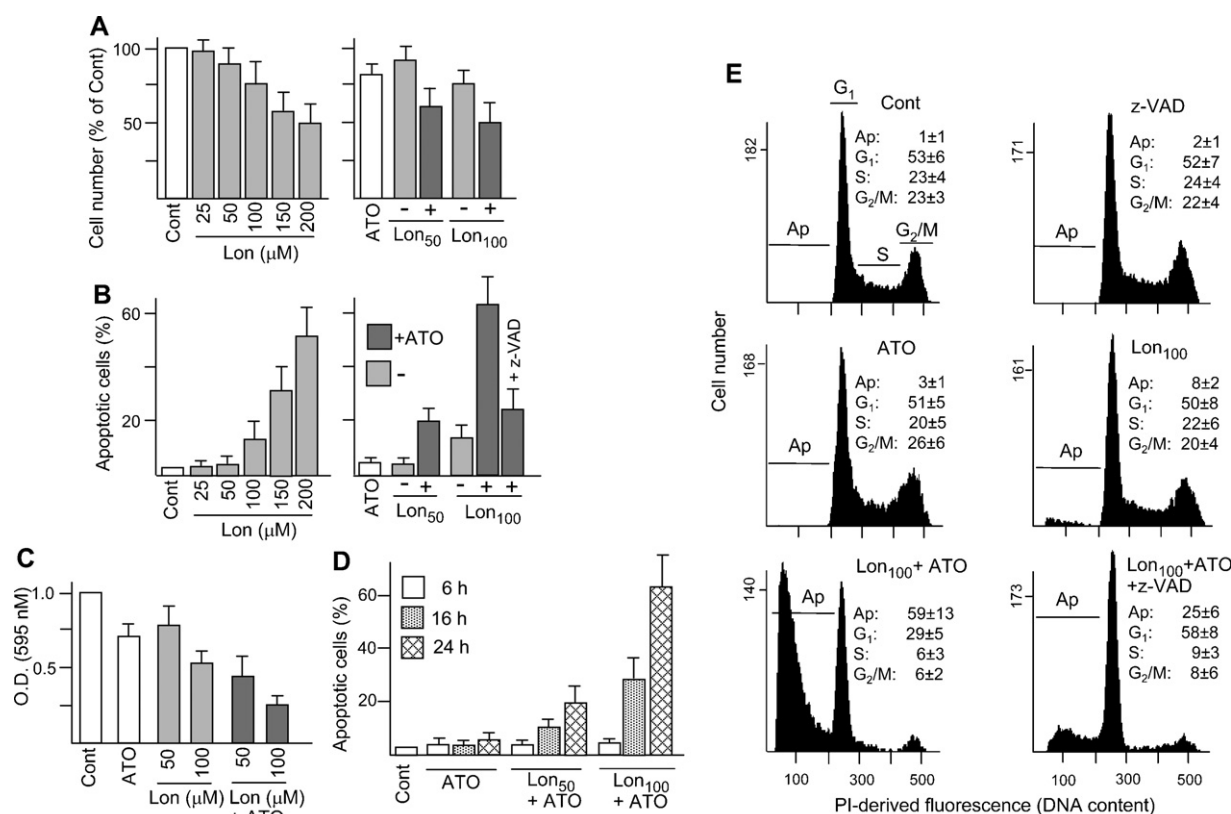 A
Cell number (% of Cont)
100
50
Cont
25
50
100
150
200
Lon (μM)
ATO
-
+
-
+
Lon50
Lon100
B
Apoptotic cells (%)
60
20
Cont
25
50
100
150
200
Lon (μM)
+ATO
-
+ z-VAD
ATO
-
+
-
+
+
Lon50
Lon100
C
O.D. (595 nM)
1.0
0.5
Cont
ATO
50
100
50
100
Lon (μM)
Lon (μM)
+ ATO
D
Apoptotic cells (%)
60
20
6 h
16 h
24 h
Cont
ATO
Lon50
+ ATO
Lon100
+ ATO
E
Cell number
G1
Cont
182
Ap: 1±1
G1: 53±6
S: 23±4
G2/M: 23±3
Ap
S
G2/M
z-VAD
171
Ap: 2±1
G1: 52±7
S: 24±4
G2/M: 22±4
Ap
ATO
168
Ap: 3±1
G1: 51±5
S: 20±5
G2/M: 26±6
Ap
Lon100
161
Ap: 8±2
G1: 50±8
S: 22±6
G2/M: 20±4
Ap
Lon100+ ATO
140
Ap
Ap: 59±13
G1: 29±5
S: 6±3
G2/M: 6±2
Lon100+ATO
+z-VAD
173
Ap
Ap: 25±6
G1: 58±8
S: 9±3
G2/M: 8±6
100
300
500
100
300
500
PI-derived fluorescence (DNA content)